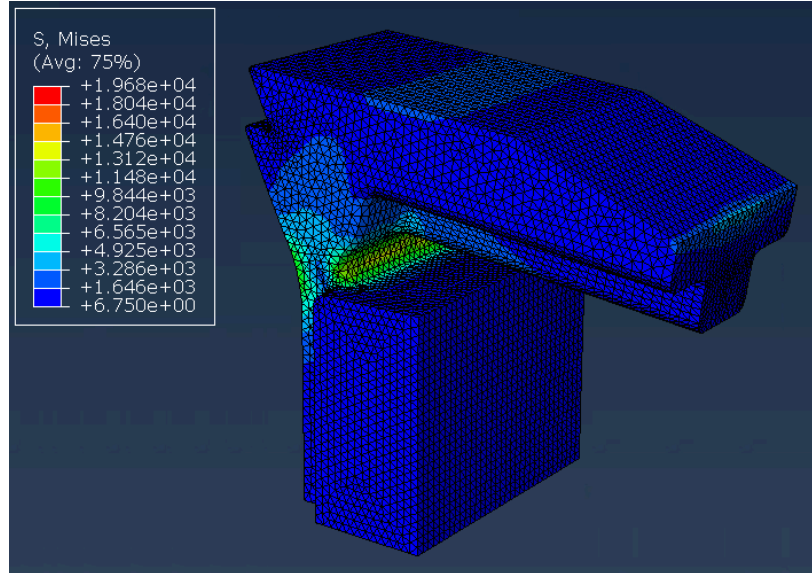 S, Mises
(Avg: 75%)
+1.968e+04
+1.804e+04
+1.640e+04
+1.476e+04
+1.312e+04
+1.148e+04
+9.844e+03
+8.204e+03
+6.565e+03
+4.925e+03
+3.286e+03
+1.646e+03
+6.750e+00